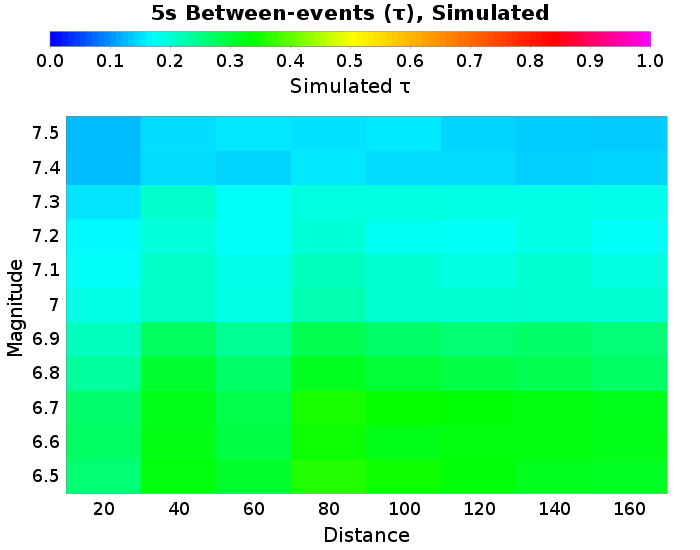 5s Between-events (τ), Simulated
0.0 0.1 0.2 0.3 0.4 0.5 0.6 0.7 0.8 0.9 1.0
Simulated τ
Magnitude
7.5
7.4
7.3
7.2
7.1
7
6.9
6.8
6.7
6.6
6.5
20 40 60 80 100 120 140 160
Distance